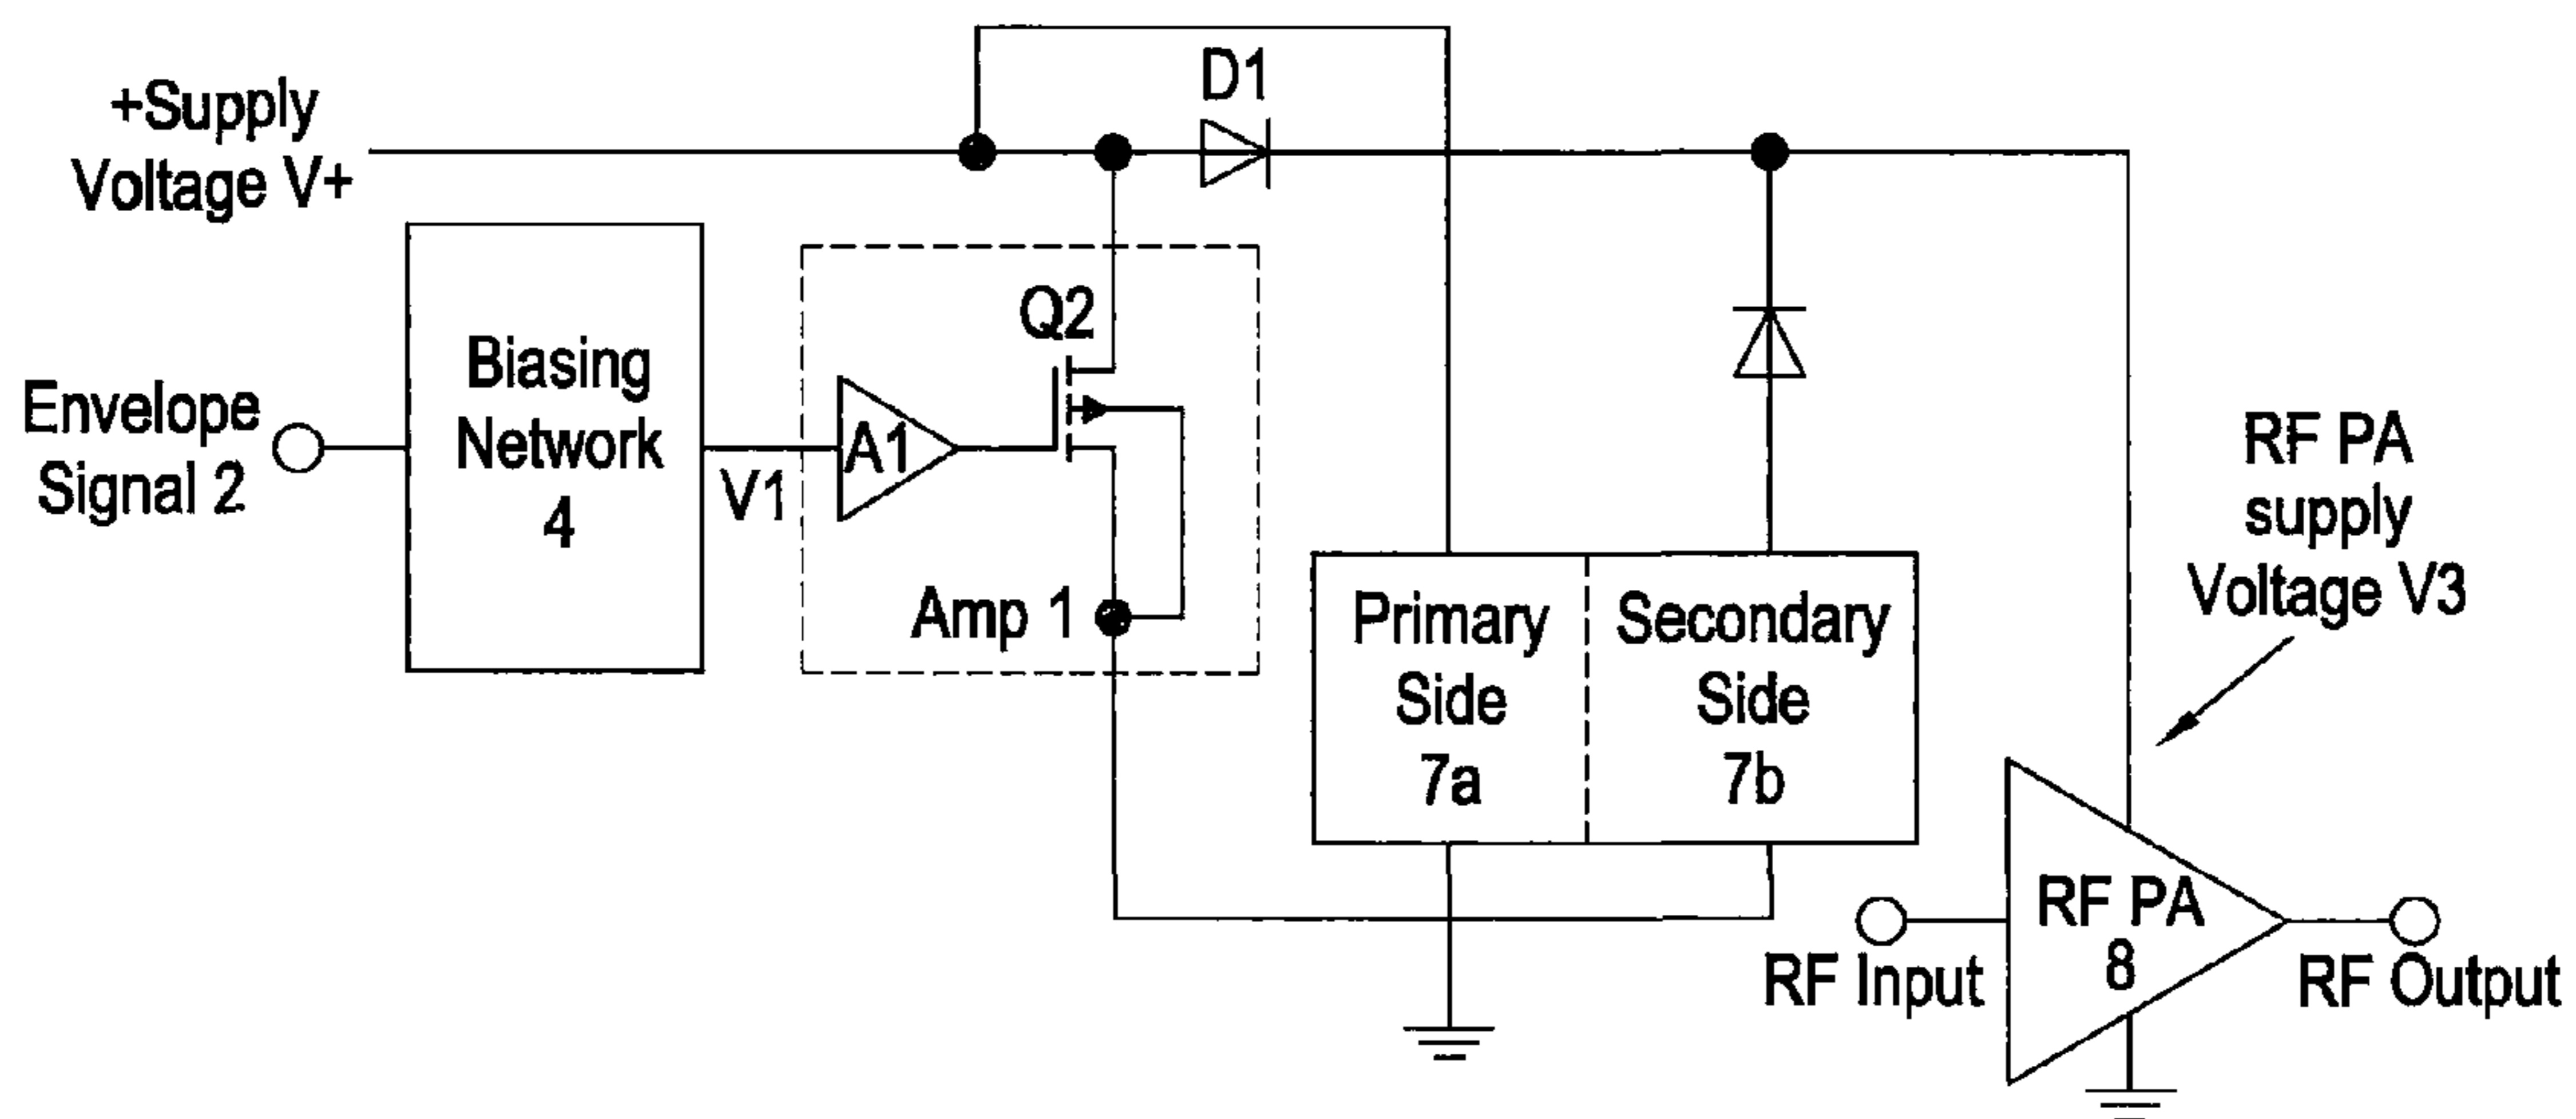 +Supply
Voltage V+
D1
Envelope
Signal 2
Biasing
Network
4
V1
A1
Q2
Amp 1
Primary
Side
7a
Secondary
Side
7b
RF PA
supply
Voltage V3
RF Input
RF PA
8
RF Output